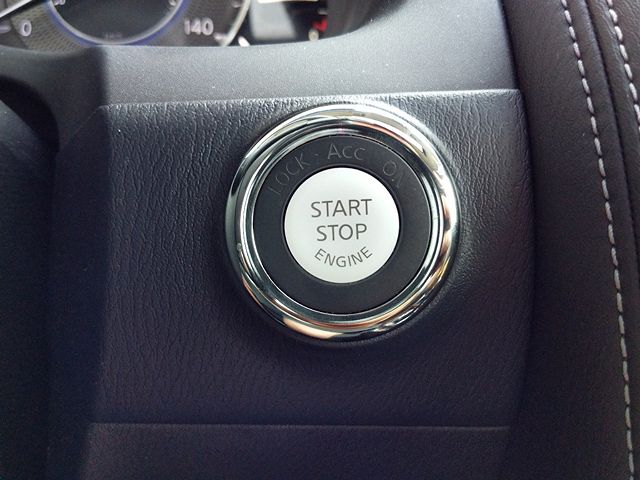 0
140
LOCK · ACC · ON
START
STOP
ENGINE